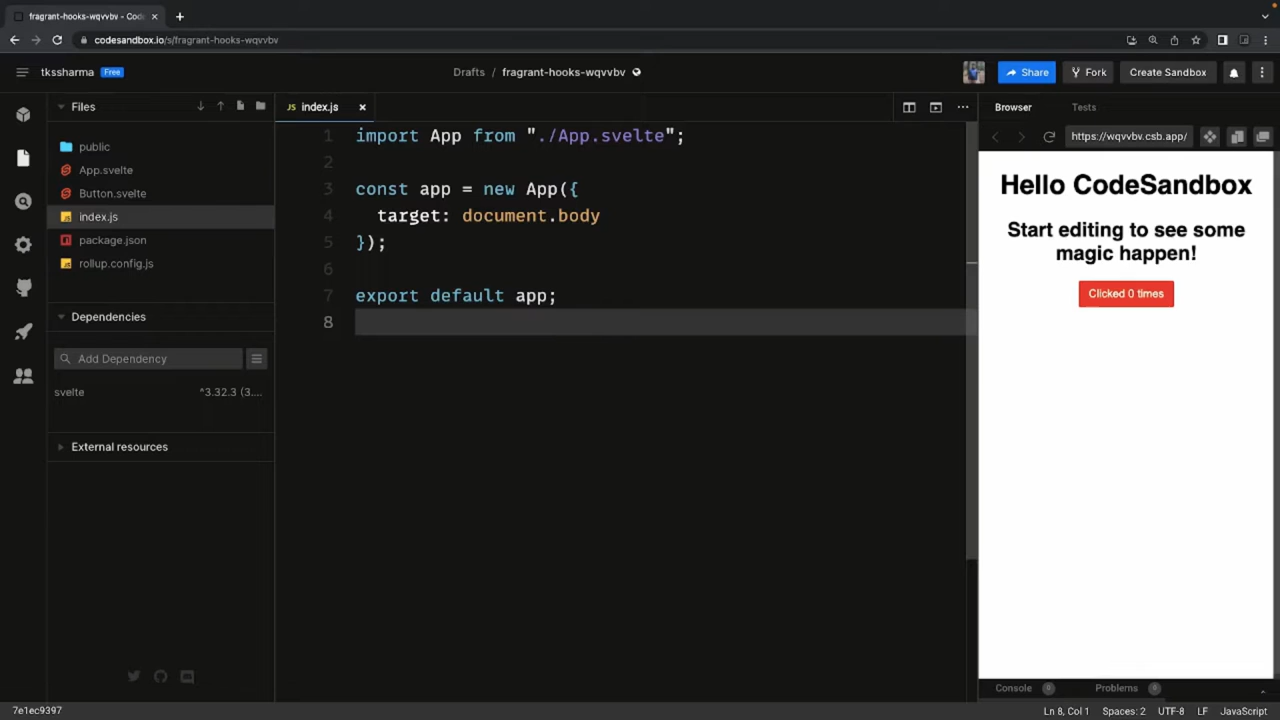 fragrant-hooks-wqvvbv - Code
codesandbox.io/s/fragrant-hooks-wqvvbv
tkssharma Free
Drafts / fragrant-hooks-wqvvbv
Share
Fork
Create Sandbox
Files
public
App.svelte
Button.svelte
index.js
package.json
rollup.config.js
Dependencies
Add Dependency
svelte ^3.32.3 (3....
External resources
index.js
1 import App from "./App.svelte";
2
3 const app = new App({
4 target: document.body
5 });
6
7 export default app;
8
Browser Tests
https://wqvvbv.csb.app/
Hello CodeSandbox
Start editing to see some
magic happen!
Clicked 0 times
Console 0 Problems 0
7e1ec9397
Ln 8, Col 1 Spaces: 2 UTF-8 LF JavaScript